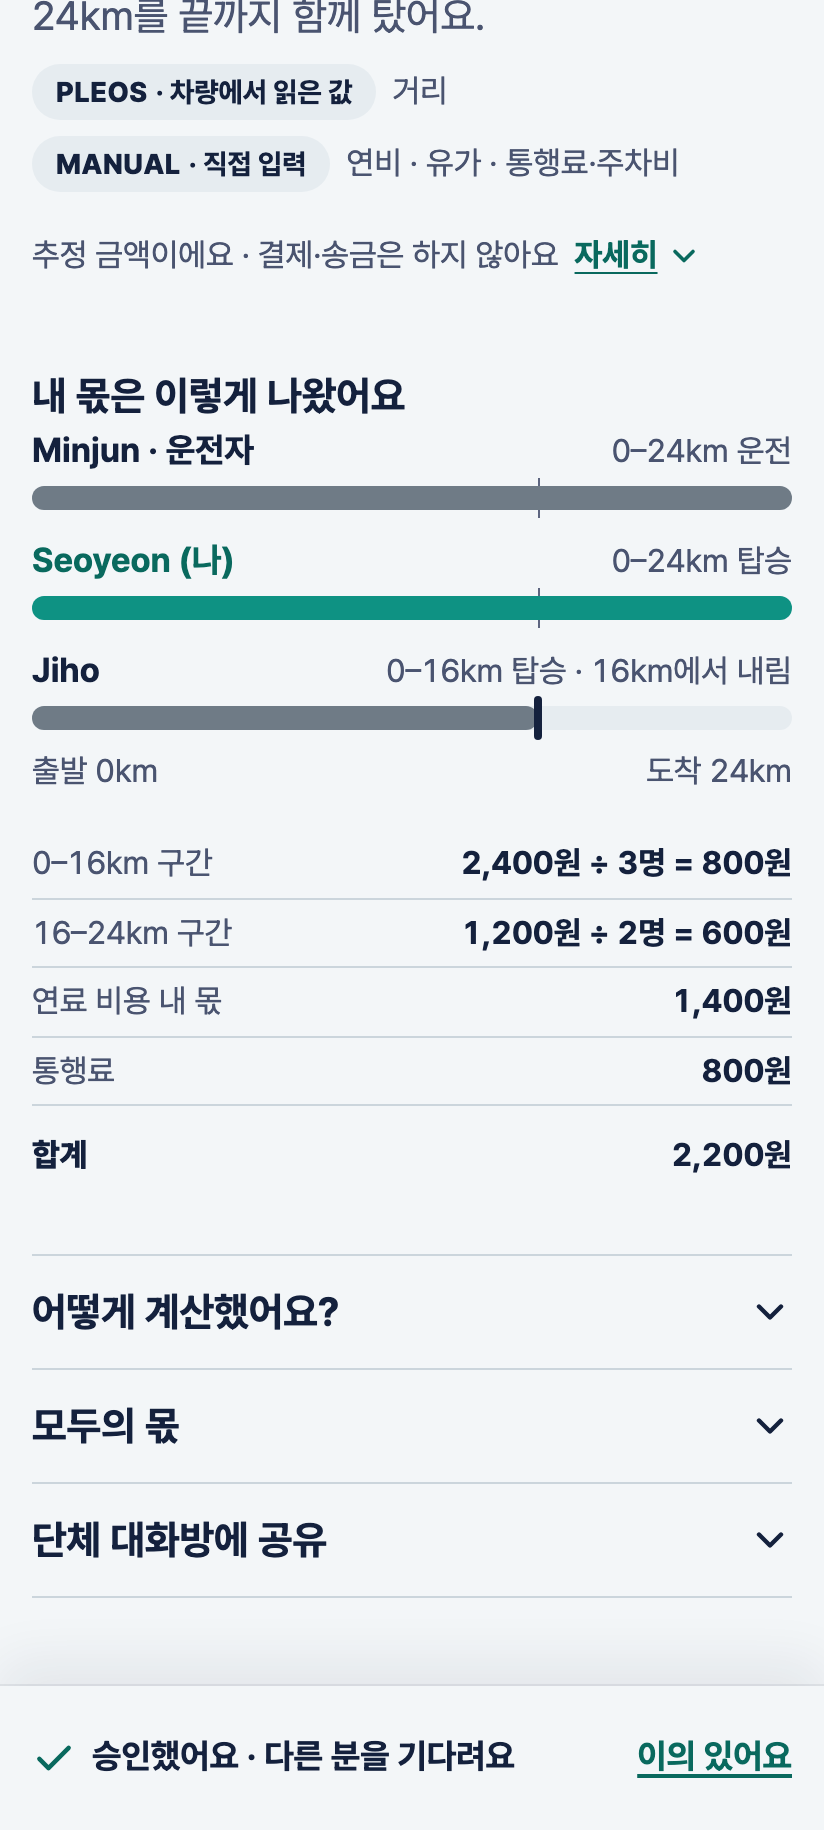 24km를 끝까지 함께 탔어요.
PLEOS · 차량에서 읽은 값 거리
MANUAL · 직접 입력 연비 · 유가 · 통행료·주차비
추정 금액이에요 · 결제·송금은 하지 않아요 자세히
내 몫은 이렇게 나왔어요
Minjun · 운전자 0–24km 운전
Seoyeon (나) 0–24km 탑승
Jiho 0–16km 탑승 · 16km에서 내림
출발 0km 도착 24km
0–16km 구간 2,400원 ÷ 3명 = 800원
16–24km 구간 1,200원 ÷ 2명 = 600원
연료 비용 내 몫 1,400원
통행료 800원
합계 2,200원
어떻게 계산했어요?
모두의 몫
단체 대화방에 공유
승인했어요 · 다른 분을 기다려요 이의 있어요